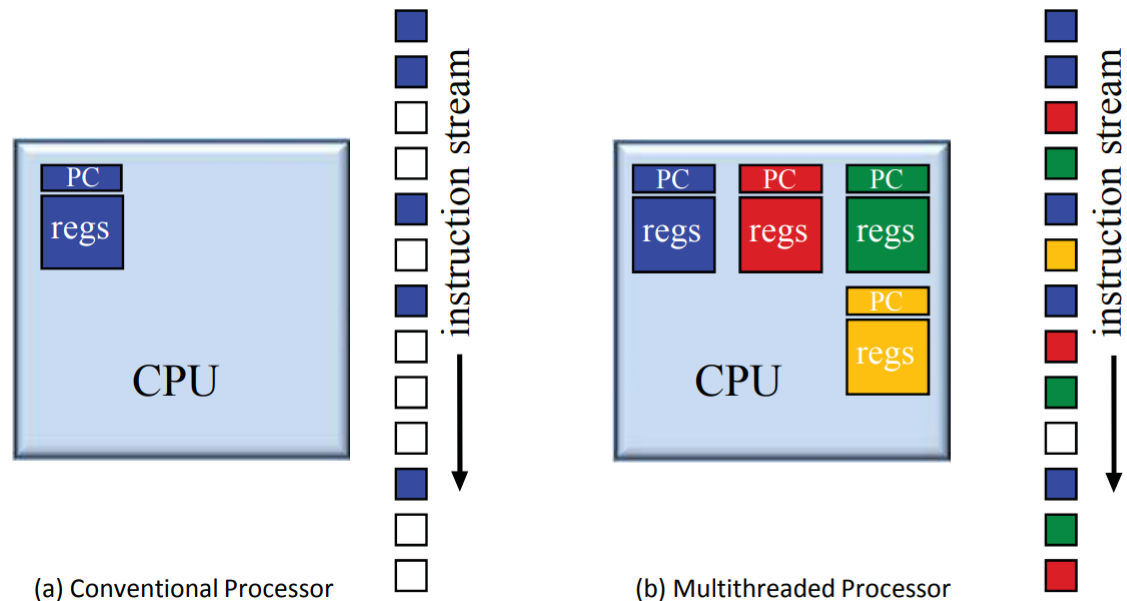 PC
regs
CPU
instruction stream
(a) Conventional Processor
PC
regs
PC
regs
PC
regs
PC
regs
CPU
instruction stream
(b) Multithreaded Processor